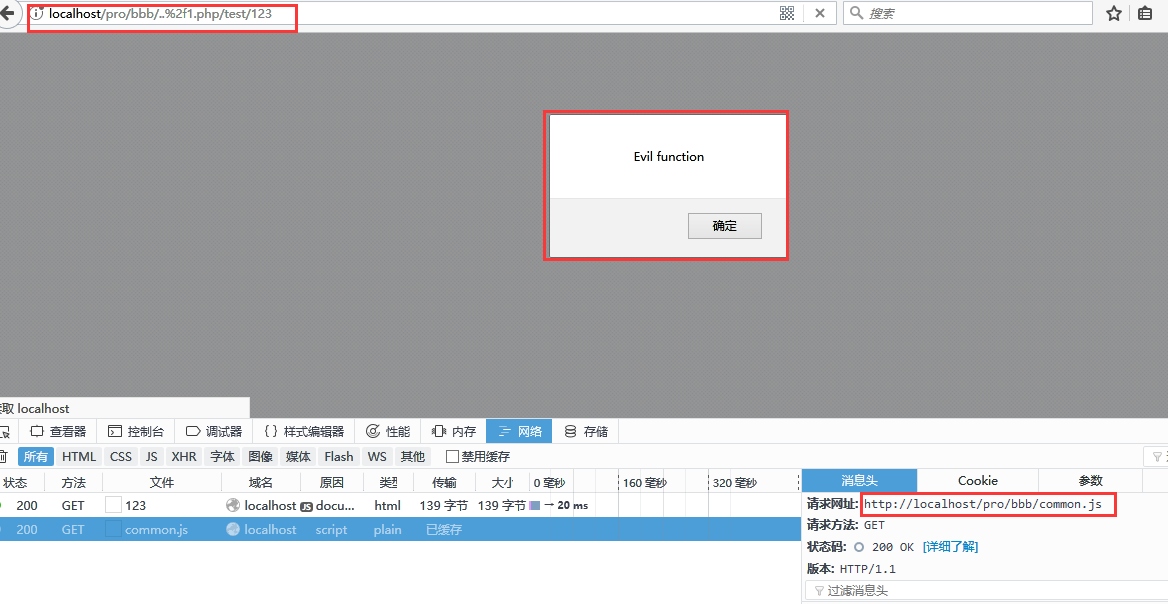 localhost/pro/bbb/..%2f1.php/test/123
搜索
Evil function
确定
取 localhost
查看器 控制台 调试器 {} 样式编辑器 性能 内存 网络 存储
所有 HTML CSS JS XHR 字体 图像 媒体 Flash WS 其他 禁用缓存
状态 方法 文件 域名 原因 类型 传输 大小 0 毫秒 160 毫秒 320 毫秒
消息头 Cookie 参数
200 GET 123 localhost JS docu... html 139 字节 139 字节 → 20 ms
200 GET common.js localhost script plain 已缓存
请求网址: http://localhost/pro/bbb/common.js
请求方法: GET
状态码: 200 OK [详细了解]
版本: HTTP/1.1
过滤消息头